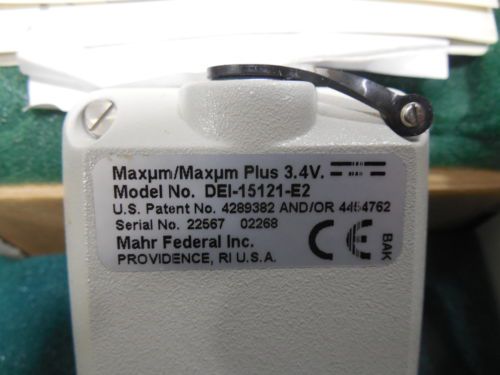 Maxµm/Maxµm Plus 3.4V.
Model No. DEI-15121-E2
U.S. Patent No. 4289382 AND/OR 4454762
Serial No. 22567 02268
Mahr Federal Inc.
PROVIDENCE, RI U.S.A.
CE
BAK